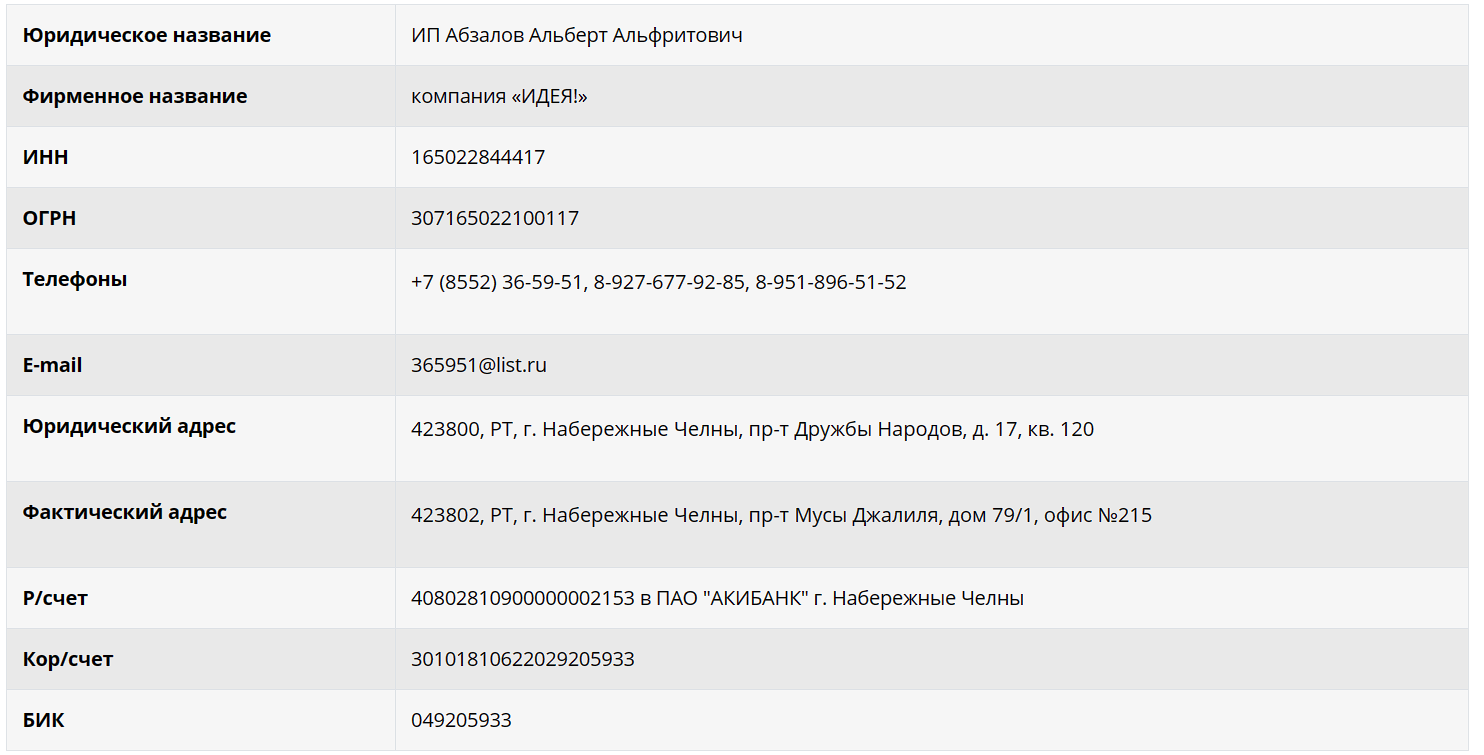 Юридическое название ИП Абзалов Альберт Альфритович
Фирменное название компания «ИДЕЯ!»
ИНН 165022844417
ОГРН 307165022100117
Телефоны +7 (8552) 36-59-51, 8-927-677-92-85, 8-951-896-51-52
E-mail 365951@list.ru
Юридический адрес 423800, РТ, г. Набережные Челны, пр-т Дружбы Народов, д. 17, кв. 120
Фактический адрес 423802, РТ, г. Набережные Челны, пр-т Мусы Джалиля, дом 79/1, офис №215
Р/счет 40802810900000002153 в ПАО "АКИБАНК" г. Набережные Челны
Кор/счет 30101810622029205933
БИК 049205933